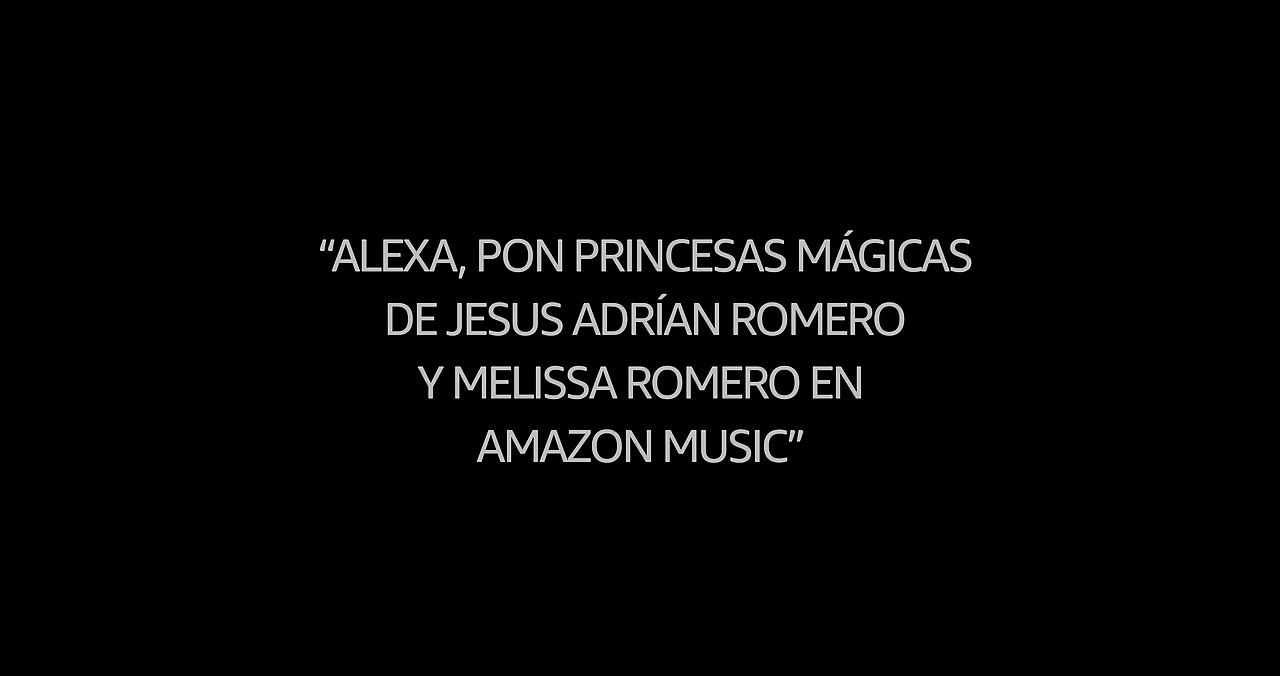 “ALEXA, PON PRINCESAS MÁGICAS
DE JESUS ADRÍAN ROMERO
Y MELISSA ROMERO EN
AMAZON MUSIC”